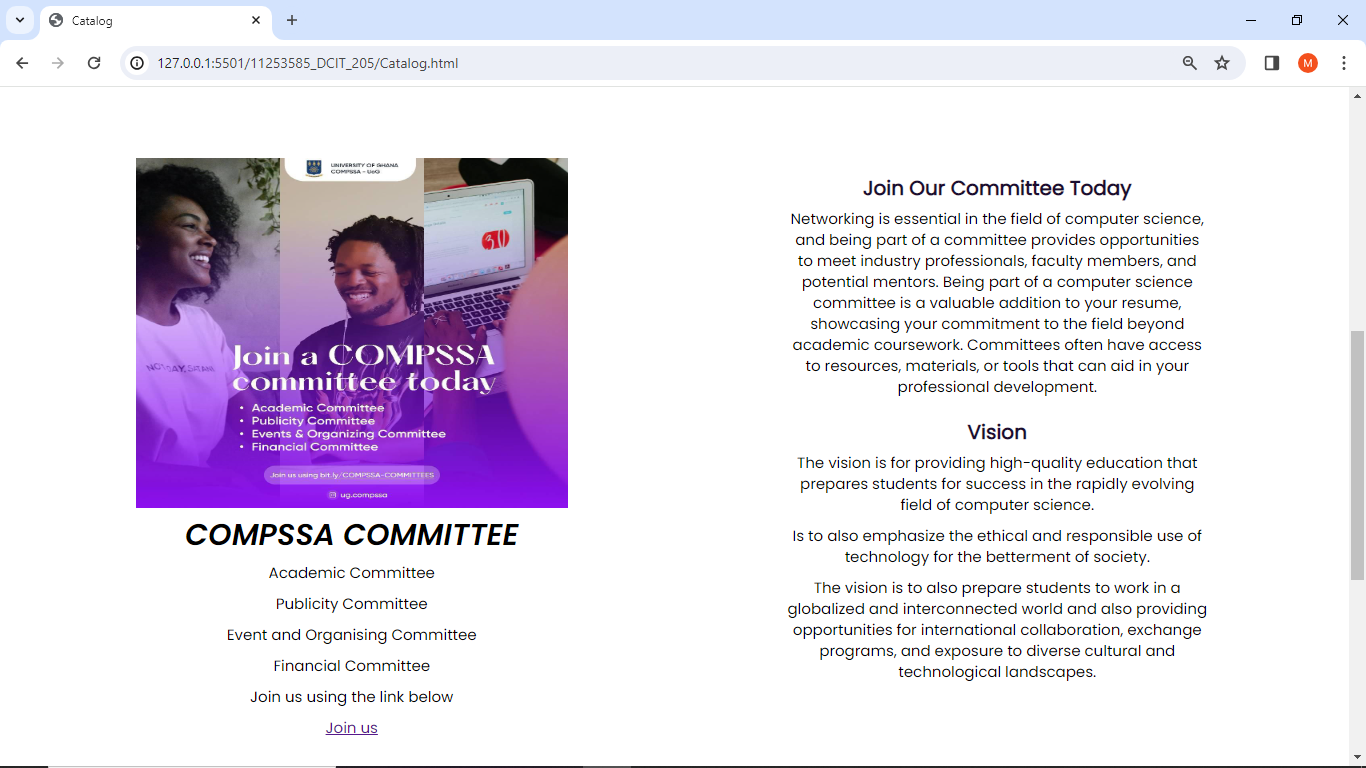 Catalog
127.0.0.1:5501/11253585_DCIT_205/Catalog.html
M
UNIVERSITY OF GHANA
COMPSSA - UoG
Join a COMPSSA
committee today
• Academic Committee
• Publicity Committee
• Events & Organizing Committee
• Financial Committee
Join us using bit.ly/COMPSSA-COMMITTEES
ug.compssa
COMPSSA COMMITTEE
Academic Committee
Publicity Committee
Event and Organising Committee
Financial Committee
Join us using the link below
Join us
Join Our Committee Today
Networking is essential in the field of computer science,
and being part of a committee provides opportunities
to meet industry professionals, faculty members, and
potential mentors. Being part of a computer science
committee is a valuable addition to your resume,
showcasing your commitment to the field beyond
academic coursework. Committees often have access
to resources, materials, or tools that can aid in your
professional development.
Vision
The vision is for providing high-quality education that
prepares students for success in the rapidly evolving
field of computer science.
Is to also emphasize the ethical and responsible use of
technology for the betterment of society.
The vision is to also prepare students to work in a
globalized and interconnected world and also providing
opportunities for international collaboration, exchange
programs, and exposure to diverse cultural and
technological landscapes.